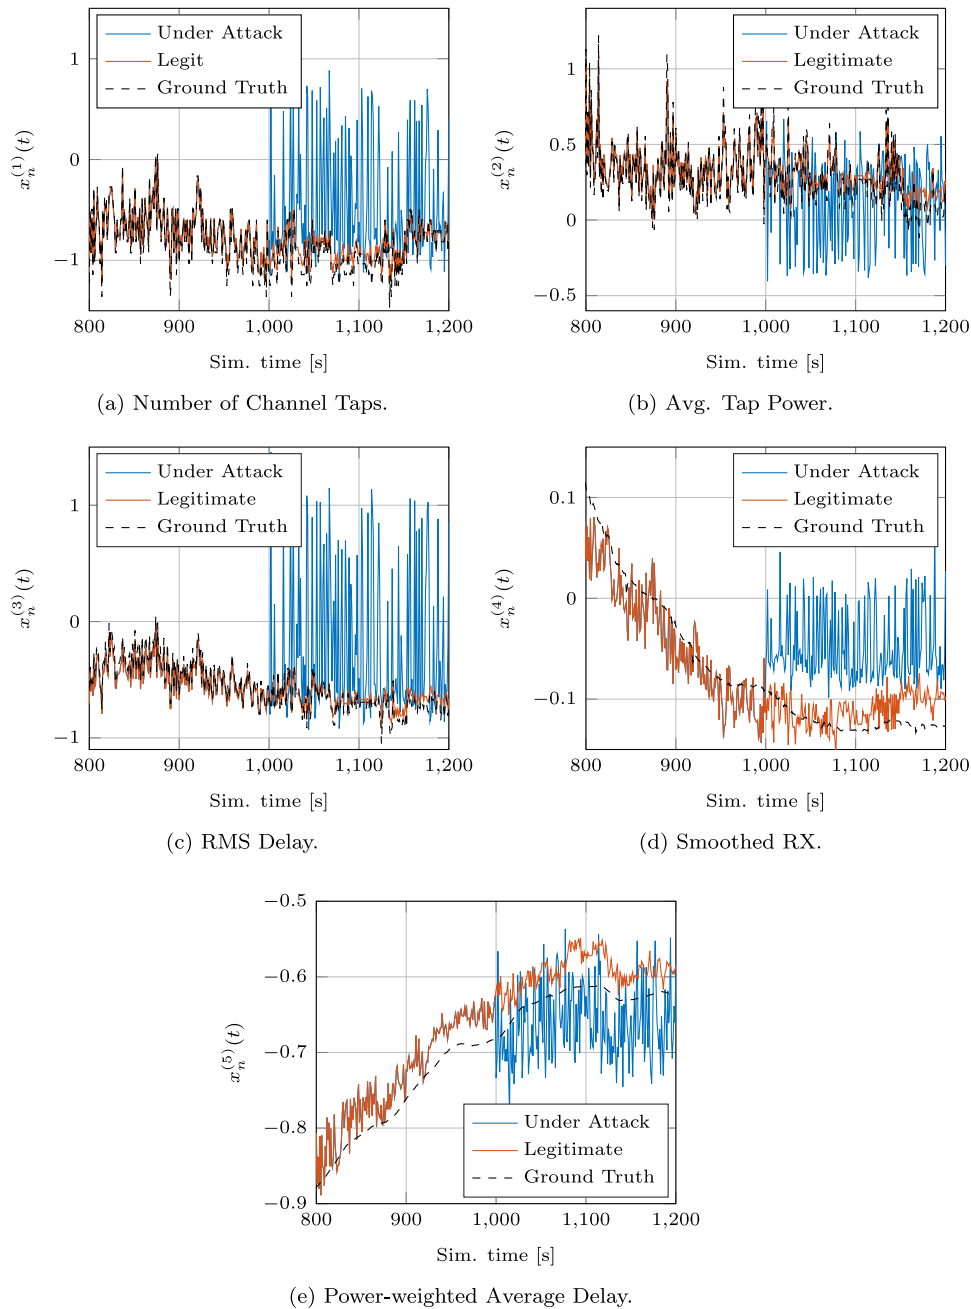 Under Attack
Legit
Ground Truth
1
0
−1
800
900
1,000
1,100
1,200
x_n^(1)(t)
Sim. time [s]
(a) Number of Channel Taps.
Under Attack
Legitimate
Ground Truth
1
0.5
0
−0.5
800
900
1,000
1,100
1,200
x_n^(2)(t)
Sim. time [s]
(b) Avg. Tap Power.
Under Attack
Legitimate
Ground Truth
1
0
−1
800
900
1,000
1,100
1,200
x_n^(3)(t)
Sim. time [s]
(c) RMS Delay.
Under Attack
Legitimate
Ground Truth
0.1
0
−0.1
800
900
1,000
1,100
1,200
x_n^(4)(t)
Sim. time [s]
(d) Smoothed RX.
−0.5
−0.6
−0.7
−0.8
−0.9
800
900
1,000
1,100
1,200
x_n^(5)(t)
Under Attack
Legitimate
Ground Truth
Sim. time [s]
(e) Power-weighted Average Delay.